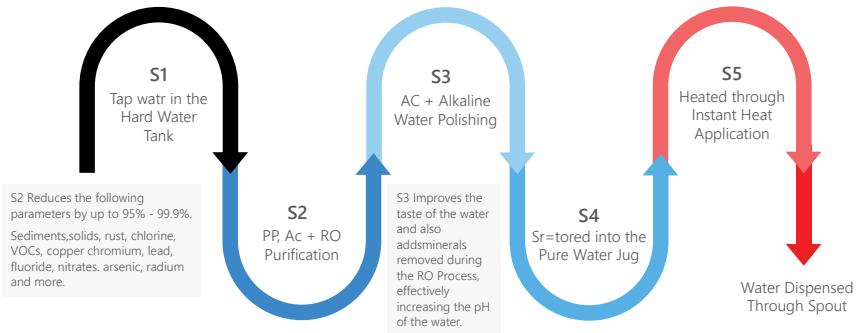 S1
Tap watr in the
Hard Water
Tank
S2 Reduces the following
parameters by up to 95% - 99.9%.
Sediments,solids, rust, chlorine,
VOCs, copper chromium, lead,
fluoride, nitrates. arsenic, radium
and more.
S2
PP, Ac + RO
Purification
S3
AC + Alkaline
Water Polishing
S3 Improves the
taste of the water
and also
addsminerals
removed during
the RO Process,
effectively
increasing the pH
of the water.
S4
Sr=tored into the
Pure Water Jug
S5
Heated through
Instant Heat
Application
Water Dispensed
Through Spout